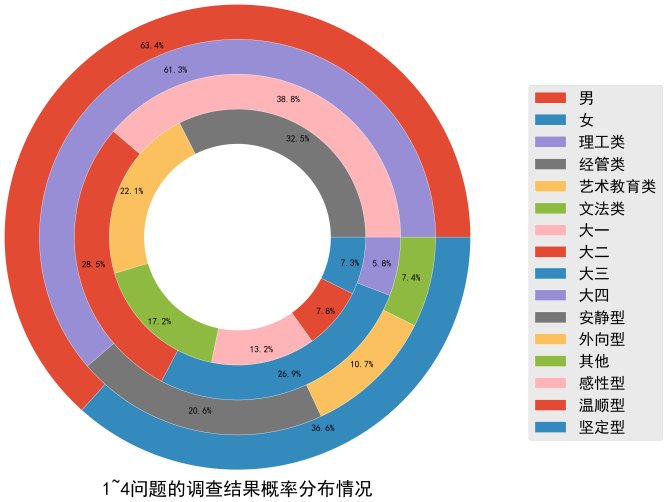 63.4%
61.3%
38.8%
32.5%
22.1%
28.5%
17.2%
13.2%
7.8%
7.3%
5.8%
7.4%
10.7%
26.9%
20.6%
36.6%
男
女
理工类
经管类
艺术教育类
文法类
大一
大二
大三
大四
安静型
外向型
其他
感性型
温顺型
坚定型
1~4问题的调查结果概率分布情况